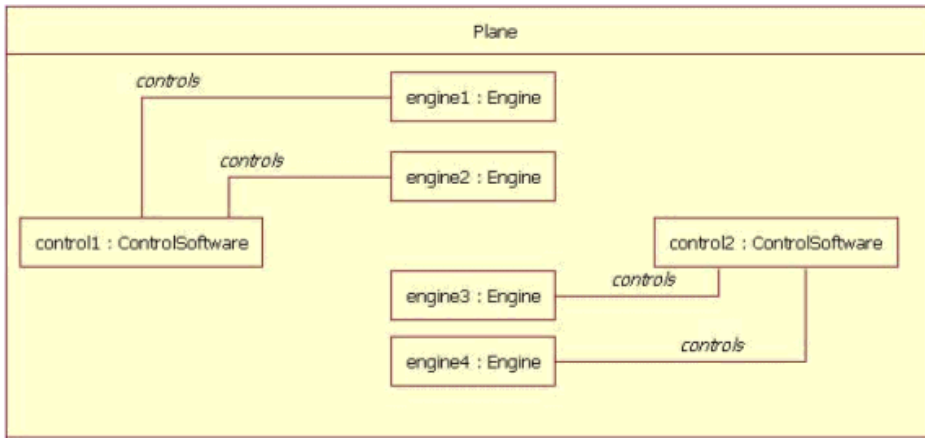 Plane
controls
engine1 : Engine
controls
engine2 : Engine
control1 : ControlSoftware
control2 : ControlSoftware
engine3 : Engine
controls
engine4 : Engine
controls